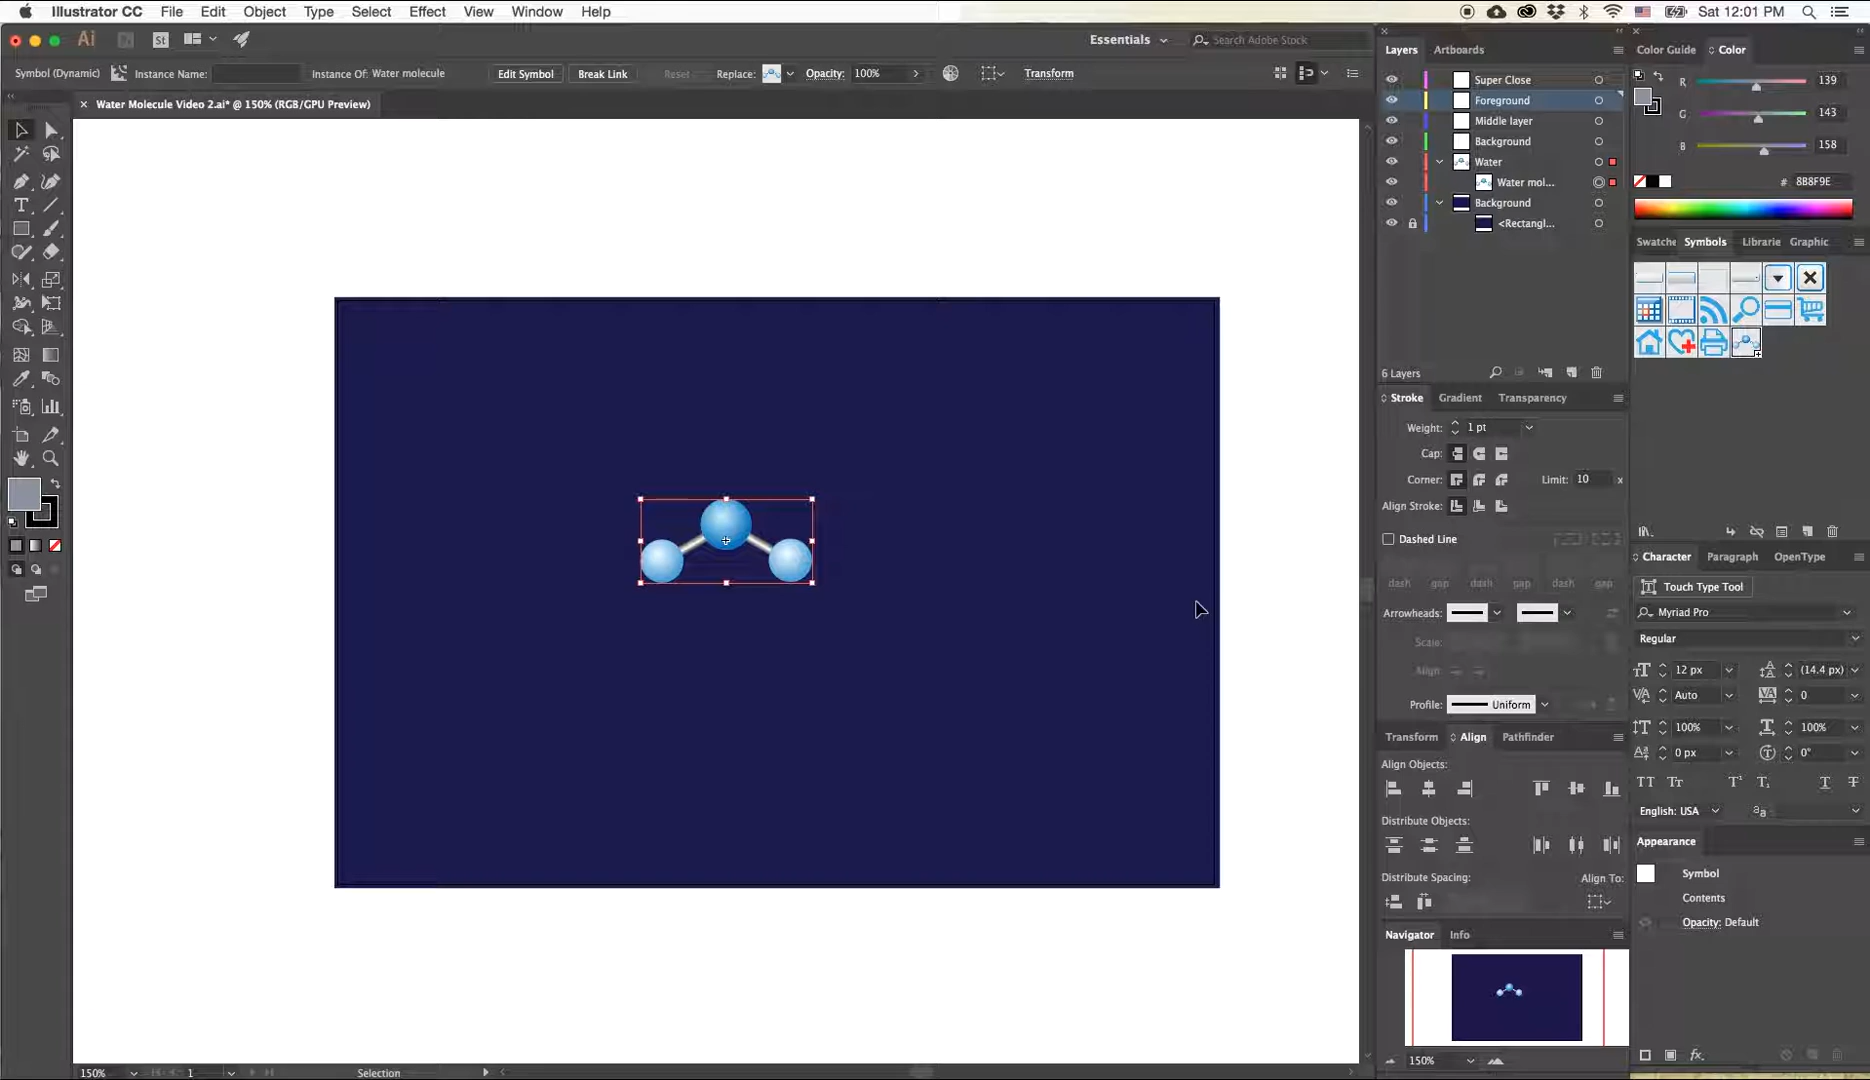 Illustrator CC File Edit Object Type Select Effect View Window Help Sat 12:01 PM
Ai St Essentials Search Adobe Stock
Symbol (Dynamic) Instance Name: Instance Of: Water molecule Edit Symbol Break Link Reset Replace: Opacity: 100% Transform
Water Molecule Video 2.ai* @ 150% (RGB/GPU Preview)
Layers Artboards
Super Close
Foreground
Middle layer
Background
Water
Water mol...
Background
<Rectangl...
6 Layers
Stroke Gradient Transparency
Weight: 1 pt
Cap:
Corner: Limit: 10 x
Align Stroke:
Dashed Line
dash gap dash gap dash gap
Arrowheads:
Scale:
Align:
Profile: Uniform
Transform Align Pathfinder
Align Objects:
Distribute Objects:
Distribute Spacing: Align To:
Navigator Info
150%
Color Guide Color
R 139
G 143
B 158
# 8B8F9E
Swatche Symbols Librarie Graphic
Character Paragraph OpenType
Touch Type Tool
Myriad Pro
Regular
12 px (14.4 px)
Auto 0
100% 100%
0 px 0°
English: USA
Appearance
Symbol
Contents
Opacity: Default
fx
150% 1 Selection